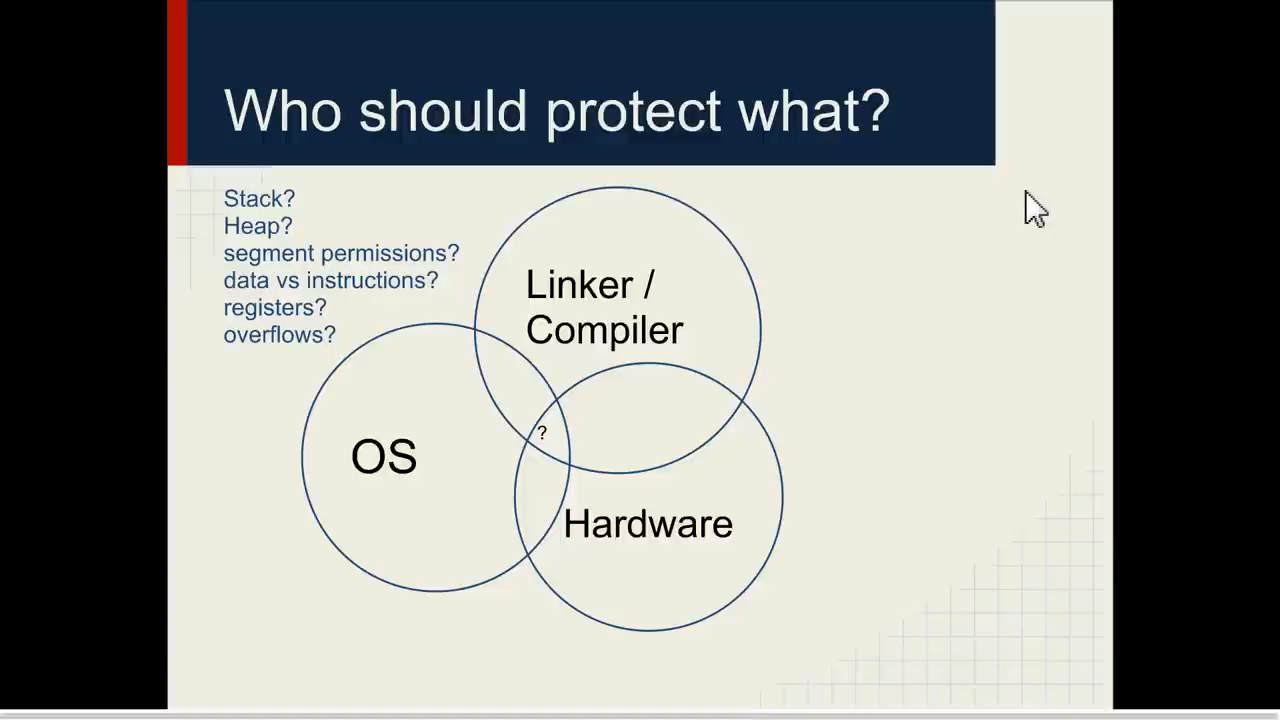 Who should protect what?
Stack?
Heap?
segment permissions?
data vs instructions?
registers?
overflows?
Linker /
Compiler
?
OS
Hardware